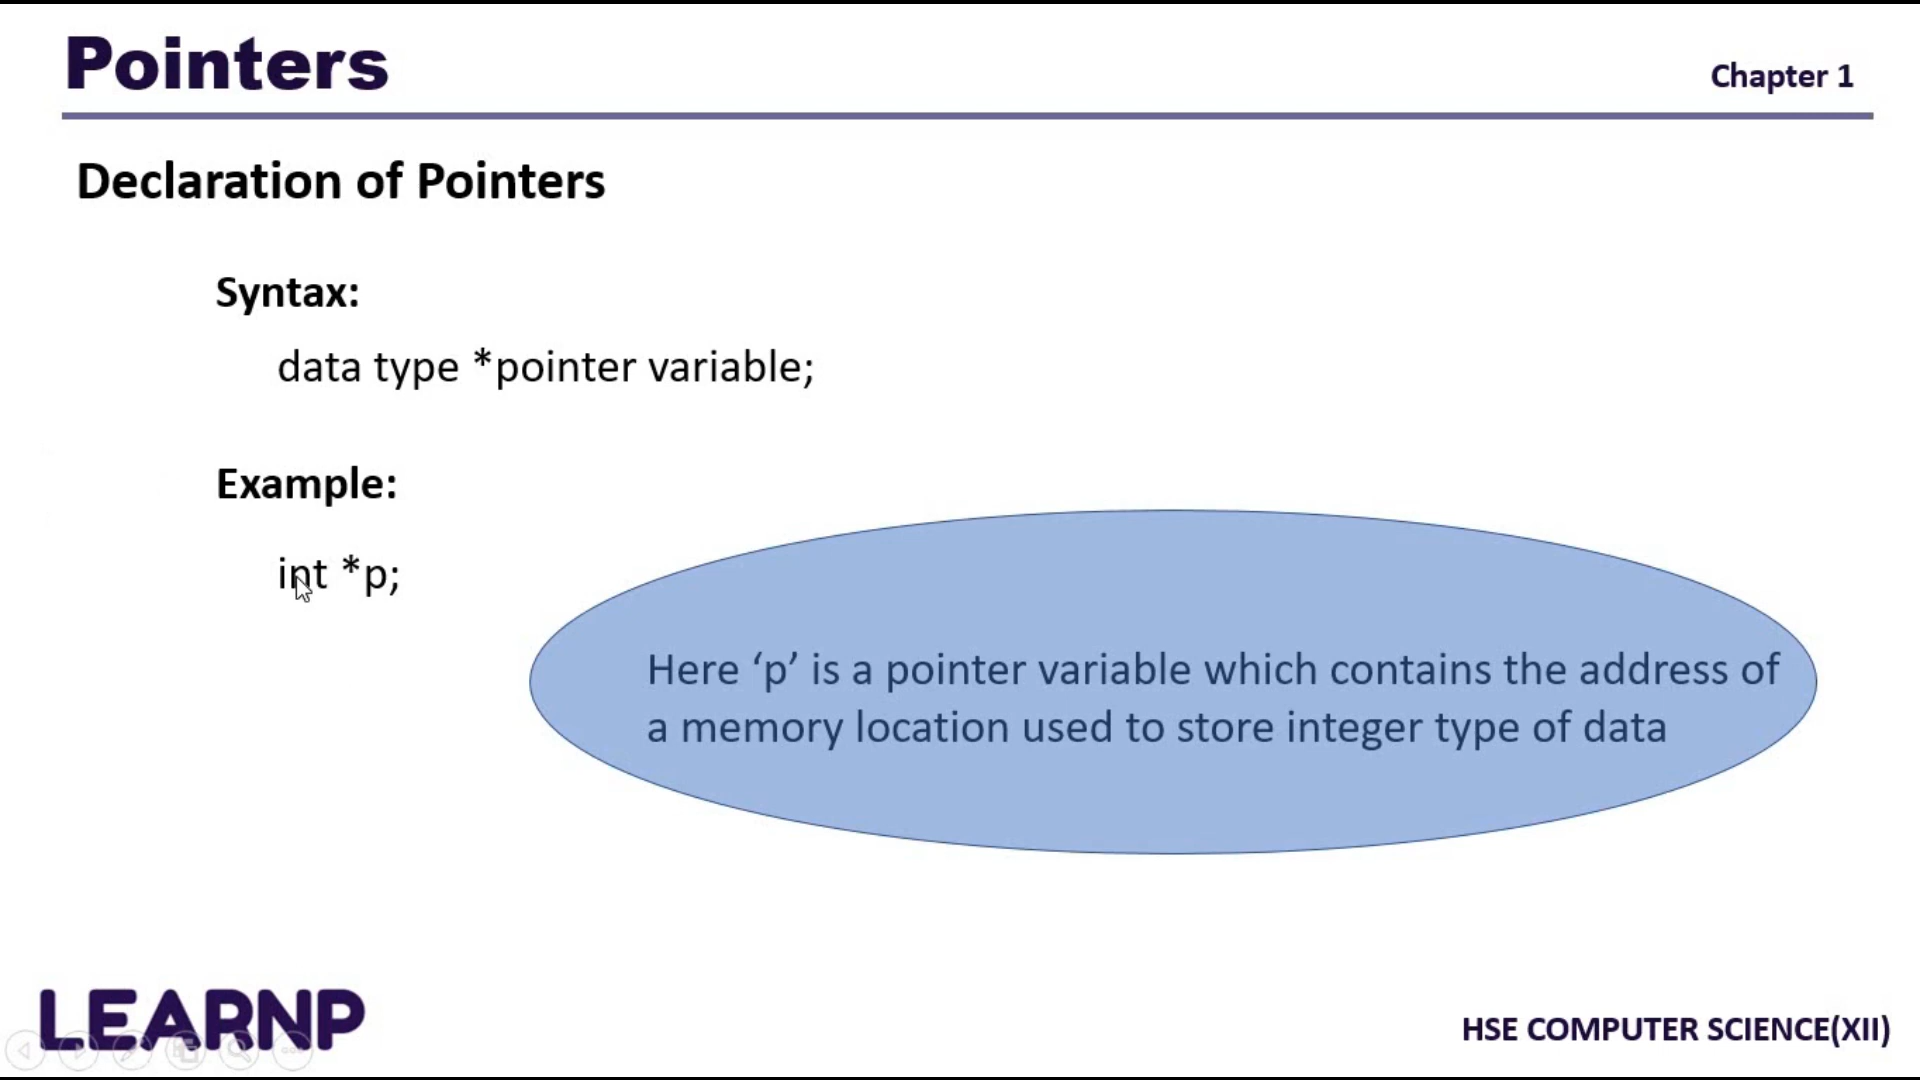 Pointers
Chapter 1
Declaration of Pointers
Syntax:
data type *pointer variable;
Example:
int *p;
Here ‘p’ is a pointer variable which contains the address of
a memory location used to store integer type of data
LEARNP
HSE COMPUTER SCIENCE(XII)